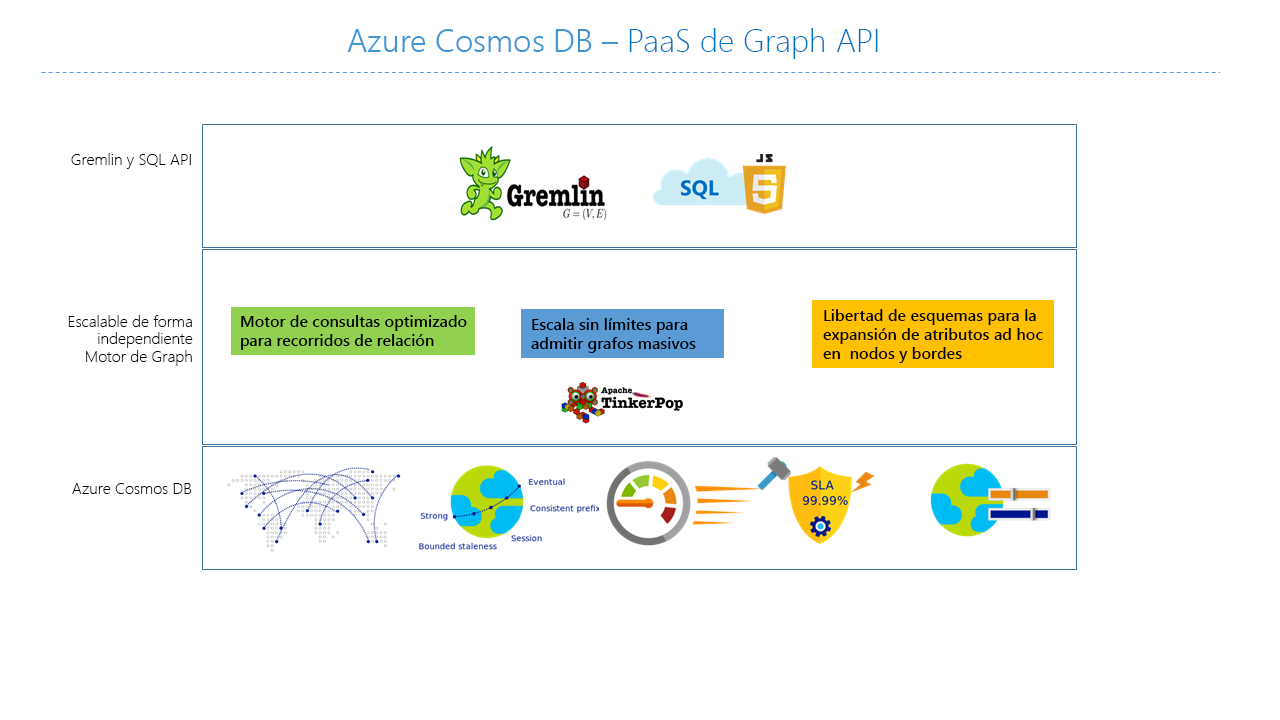 Azure Cosmos DB – PaaS de Graph API
Gremlin y SQL API
Gremlin
G = (V, E)
SQL
JS
5
Escalable de forma
independiente
Motor de Graph
Motor de consultas optimizado
para recorridos de relación
Escala sin límites para
admitir grafos masivos
Libertad de esquemas para la
expansión de atributos ad hoc
en nodos y bordes
Apache
TinkerPop
Azure Cosmos DB
Eventual
Consistent prefix
Strong
Session
Bounded staleness
SLA
99.99%